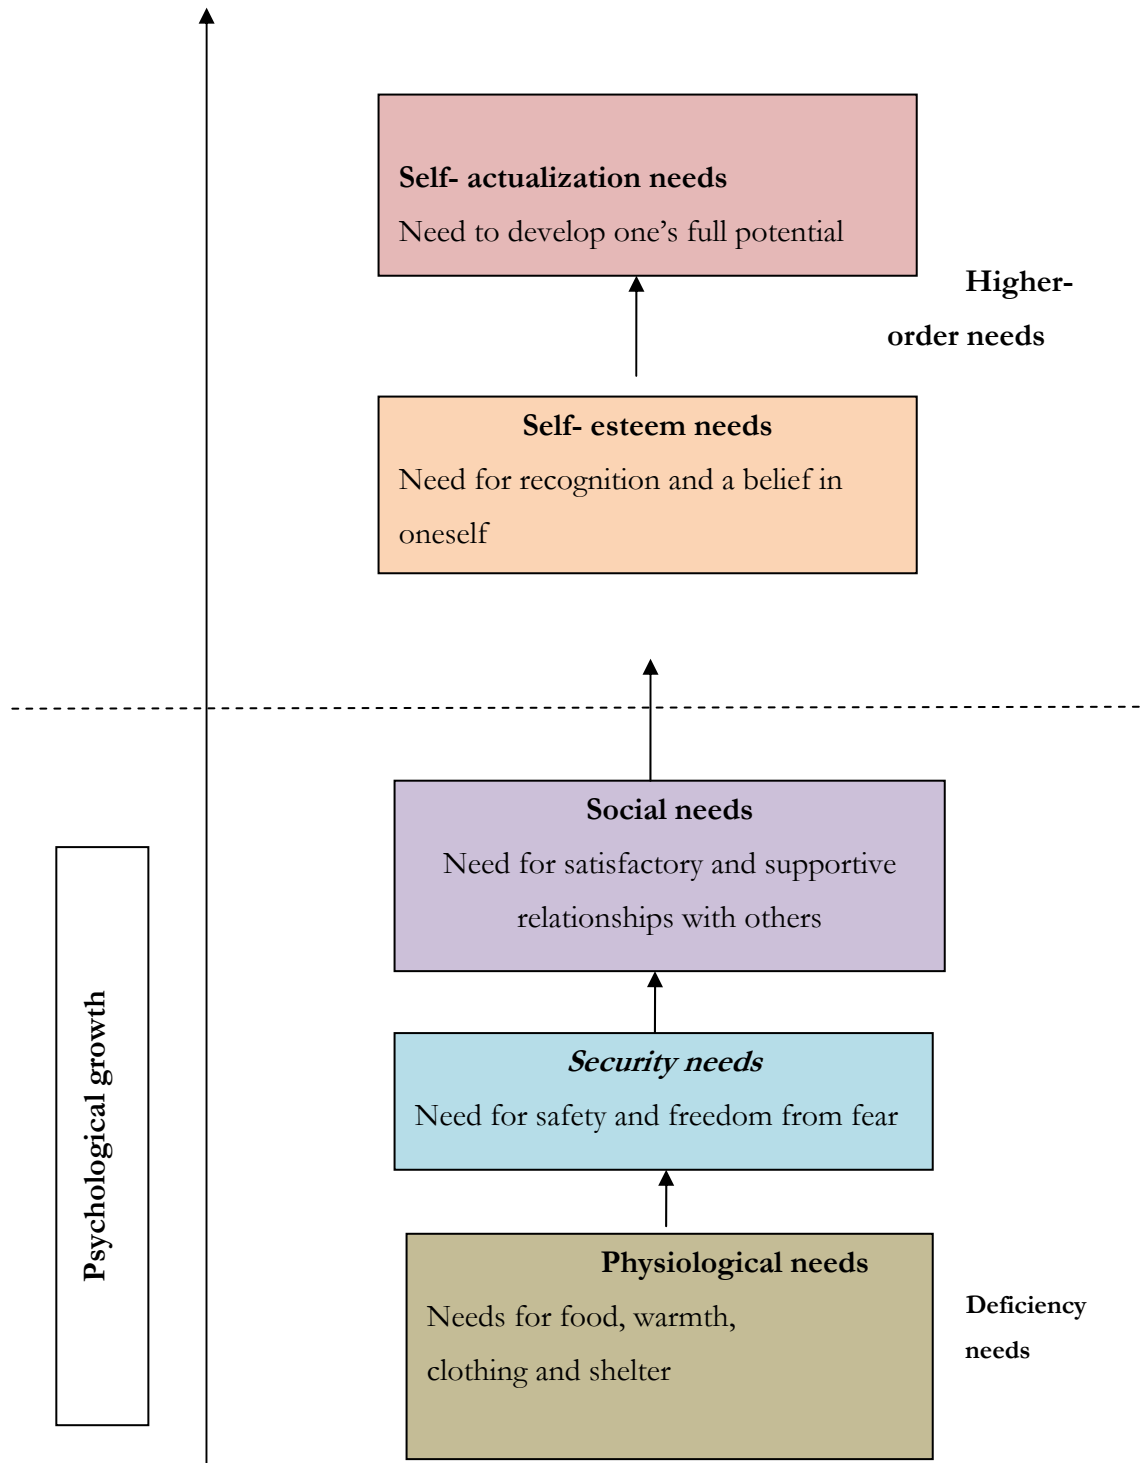 Self- actualization needs
Need to develop one’s full potential
Higher-
order needs
Self- esteem needs
Need for recognition and a belief in
oneself
Social needs
Need for satisfactory and supportive
relationships with others
Security needs
Need for safety and freedom from fear
Psychological growth
Physiological needs
Needs for food, warmth,
clothing and shelter
Deficiency
needs